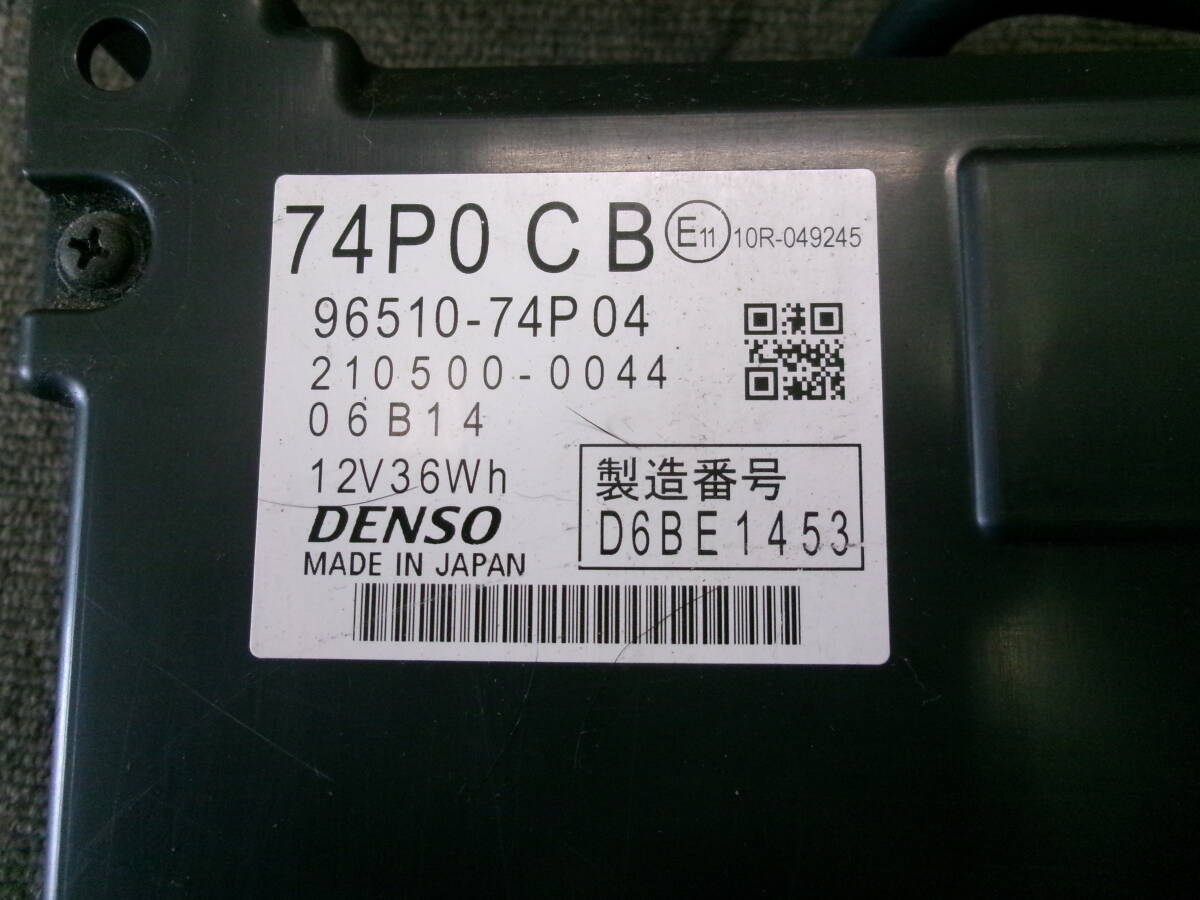 74P0 CB E11 10R-049245
96510-74P04
210500-0044
06B14
12V36Wh
DENSO
MADE IN JAPAN
製造番号
D6BE1453